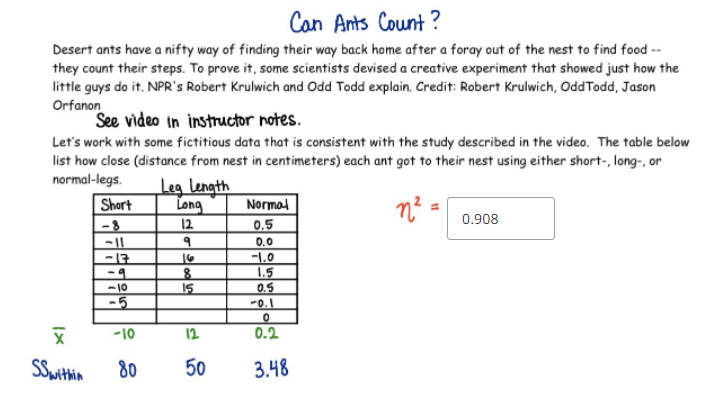 Can Ants Count?
Desert ants have a nifty way of finding their way back home after a foray out of the nest to find food --
they count their steps. To prove it, some scientists devised a creative experiment that showed just how the
little guys do it. NPR's Robert Krulwich and Odd Todd explain. Credit: Robert Krulwich, OddTodd, Jason
Orfanon
See video in instructor notes.
Let's work with some fictitious data that is consistent with the study described in the video. The table below
list how close (distance from nest in centimeters) each ant got to their nest using either short-, long-, or
normal-legs.
Leg Length
Short Long Normal
-8 12 0.5
-11 9 0.0
-17 16 -1.0
-9 8 1.5
-10 15 0.5
-5 -0.1
0
x̅ -10 12 0.2
SSwithin 80 50 3.48
η² = 0.908